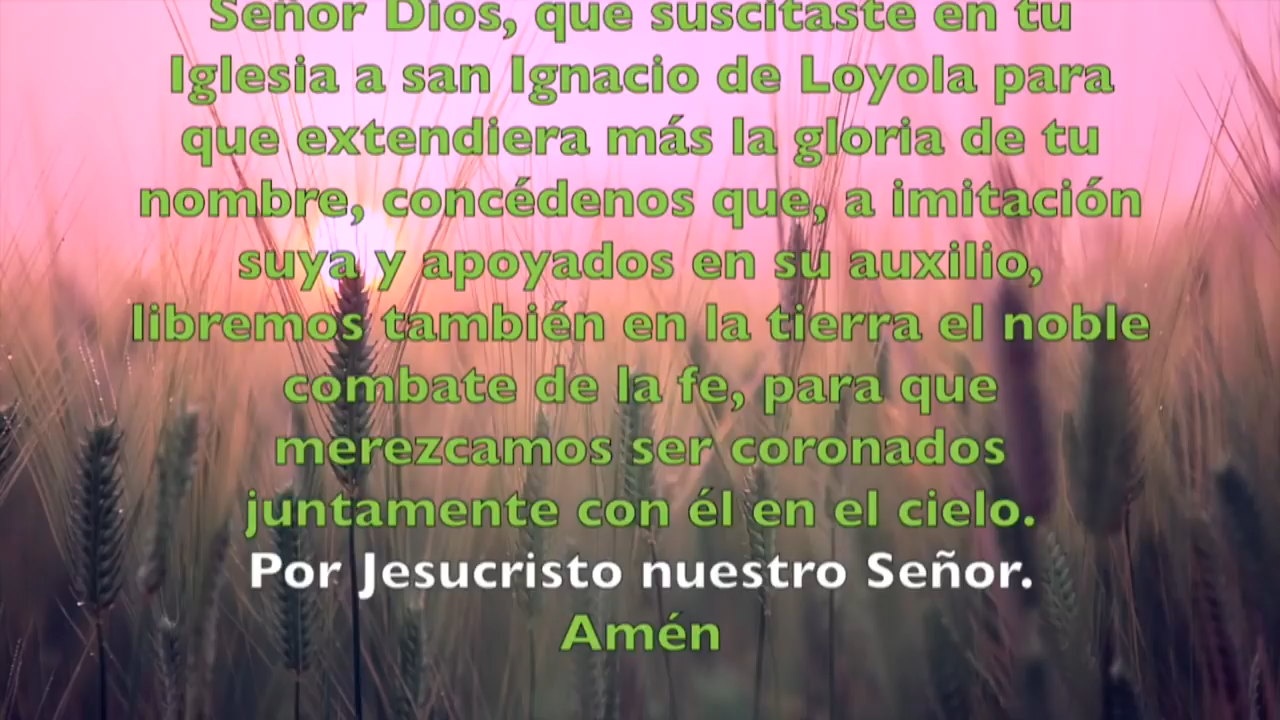 Señor Dios, que suscitaste en tu
Iglesia a san Ignacio de Loyola para
que extendiera más la gloria de tu
nombre, concédenos que, a imitación
suya y apoyados en su auxilio,
libremos también en la tierra el noble
combate de la fe, para que
merezcamos ser coronados
juntamente con él en el cielo.
Por Jesucristo nuestro Señor.
Amén